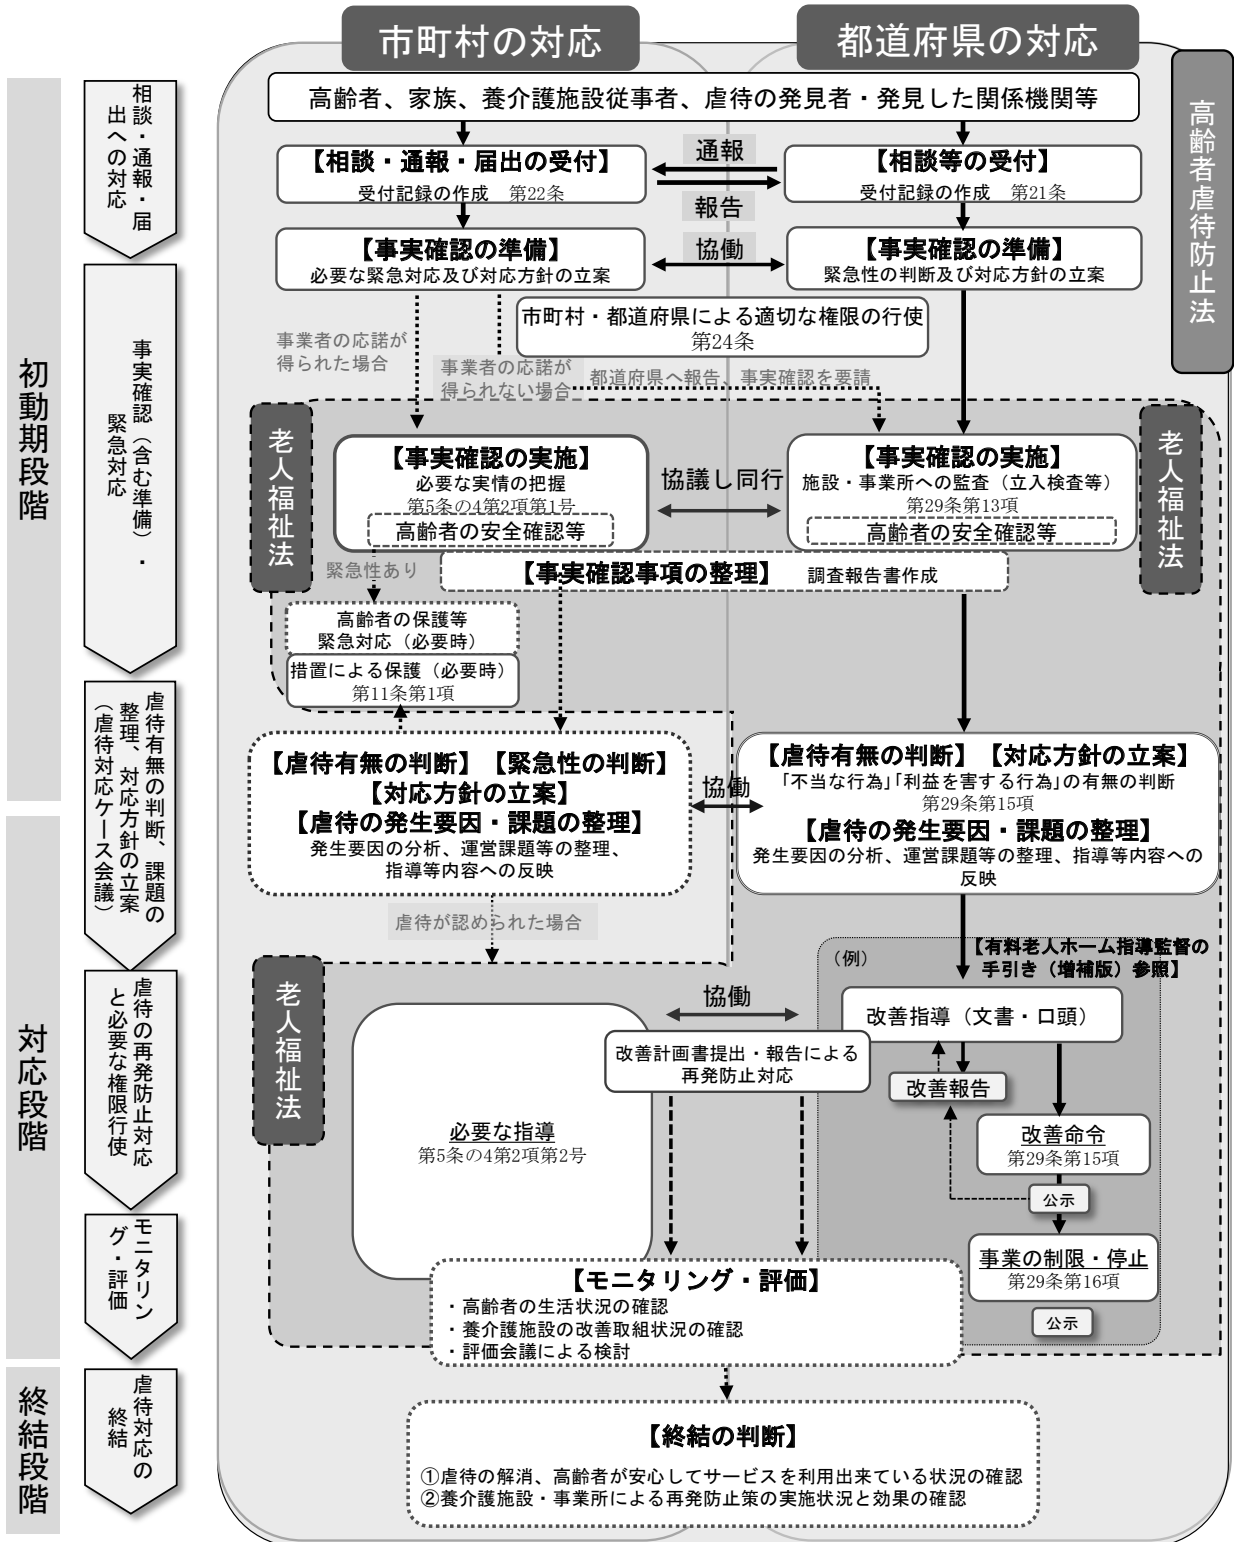 市町村の対応
都道府県の対応
高齢者虐待防止法
初動期段階
対応段階
終結段階
相談・通報・届
出への対応
事実確認（含む準備）・
緊急対応
虐待有無の判断、課題の
整理、対応方針の立案
（虐待対応ケース会議）
虐待の再発防止対応
と必要な権限行使
モニタリン
グ・評価
虐待対応の
終結
高齢者、家族、養介護施設従事者、虐待の発見者・発見した関係機関等
【相談・通報・届出の受付】
受付記録の作成　第22条
通報
報告
【相談等の受付】
受付記録の作成　第21条
【事実確認の準備】
必要な緊急対応及び対応方針の立案
協働
【事実確認の準備】
緊急性の判断及び対応方針の立案
市町村・都道府県による適切な権限の行使
第24条
事業者の応諾が
得られた場合
事業者の応諾が
得られない場合
都道府県へ報告、事実確認を要請
老人福祉法
老人福祉法
【事実確認の実施】
必要な実情の把握
第5条の4第2項第1号
高齢者の安全確認等
協議し同行
【事実確認の実施】
施設・事業所への監査（立入検査等）
第29条第13項
高齢者の安全確認等
緊急性あり
【事実確認事項の整理】　調査報告書作成
高齢者の保護等
緊急対応（必要時）
措置による保護（必要時）
第11条第1項
【虐待有無の判断】【緊急性の判断】
【対応方針の立案】
【虐待の発生要因・課題の整理】
発生要因の分析、運営課題等の整理、
指導等内容への反映
協働
【虐待有無の判断】【対応方針の立案】
「不当な行為」「利益を害する行為」の有無の判断
第29条第15項
【虐待の発生要因・課題の整理】
発生要因の分析、運営課題等の整理、指導等内容への
反映
虐待が認められた場合
老人福祉法
（例）
【有料老人ホーム指導監督の
手引き（増補版）参照】
協働
改善指導（文書・口頭）
改善計画書提出・報告による
再発防止対応
改善報告
必要な指導
第5条の4第2項第2号
改善命令
第29条第15項
公示
事業の制限・停止
第29条第16項
公示
【モニタリング・評価】
・高齢者の生活状況の確認
・養介護施設の改善取組状況の確認
・評価会議による検討
【終結の判断】
①虐待の解消、高齢者が安心してサービスを利用出来ている状況の確認
②養介護施設・事業所による再発防止策の実施状況と効果の確認